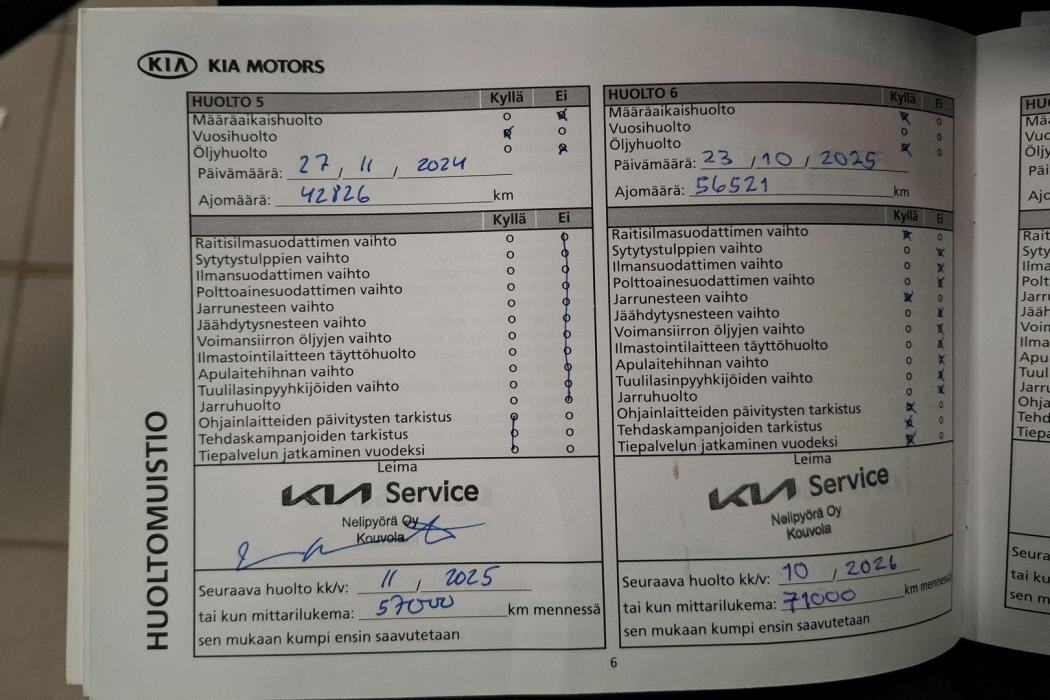 KIA KIA MOTORS
HUOLTO 5 Kyllä Ei
Määräaikaishuolto
Vuosihuolto
Öljyhuolto
Päivämäärä: 27 / 11 / 2024
Ajomäärä: 42826 km
Kyllä Ei
Raitisilmasuodattimen vaihto
Sytytystulppien vaihto
Ilmansuodattimen vaihto
Polttoainesuodattimen vaihto
Jarrunesteen vaihto
Jäähdytysnesteen vaihto
Voimansiirron öljyjen vaihto
Ilmastointilaitteen täyttöhuolto
Apulaitehihnan vaihto
Tuulilasinpyyhkijöiden vaihto
Jarruhuolto
Ohjainlaitteiden päivitysten tarkistus
Tehdaskampanjoiden tarkistus
Tiepalvelun jatkaminen vuodeksi
Leima
KIA Service
Nelipyörä Oy
Kouvola
Seuraava huolto kk/v: 11 / 2025
tai kun mittarilukema: 57000 km mennessä
sen mukaan kumpi ensin saavutetaan
HUOLTO 6 Kyllä Ei
Määräaikaishuolto
Vuosihuolto
Öljyhuolto
Päivämäärä: 23 / 10 / 2025
Ajomäärä: 56521 km
Kyllä Ei
Raitisilmasuodattimen vaihto
Sytytystulppien vaihto
Ilmansuodattimen vaihto
Polttoainesuodattimen vaihto
Jarrunesteen vaihto
Jäähdytysnesteen vaihto
Voimansiirron öljyjen vaihto
Ilmastointilaitteen täyttöhuolto
Apulaitehihnan vaihto
Tuulilasinpyyhkijöiden vaihto
Jarruhuolto
Ohjainlaitteiden päivitysten tarkistus
Tehdaskampanjoiden tarkistus
Tiepalvelun jatkaminen vuodeksi
Leima
KIA Service
Nelipyörä Oy
Kouvola
Seuraava huolto kk/v: 10 / 2026
tai kun mittarilukema: 71000 km mennessä
sen mukaan kumpi ensin saavutetaan
HUOLTOMUISTIO
6